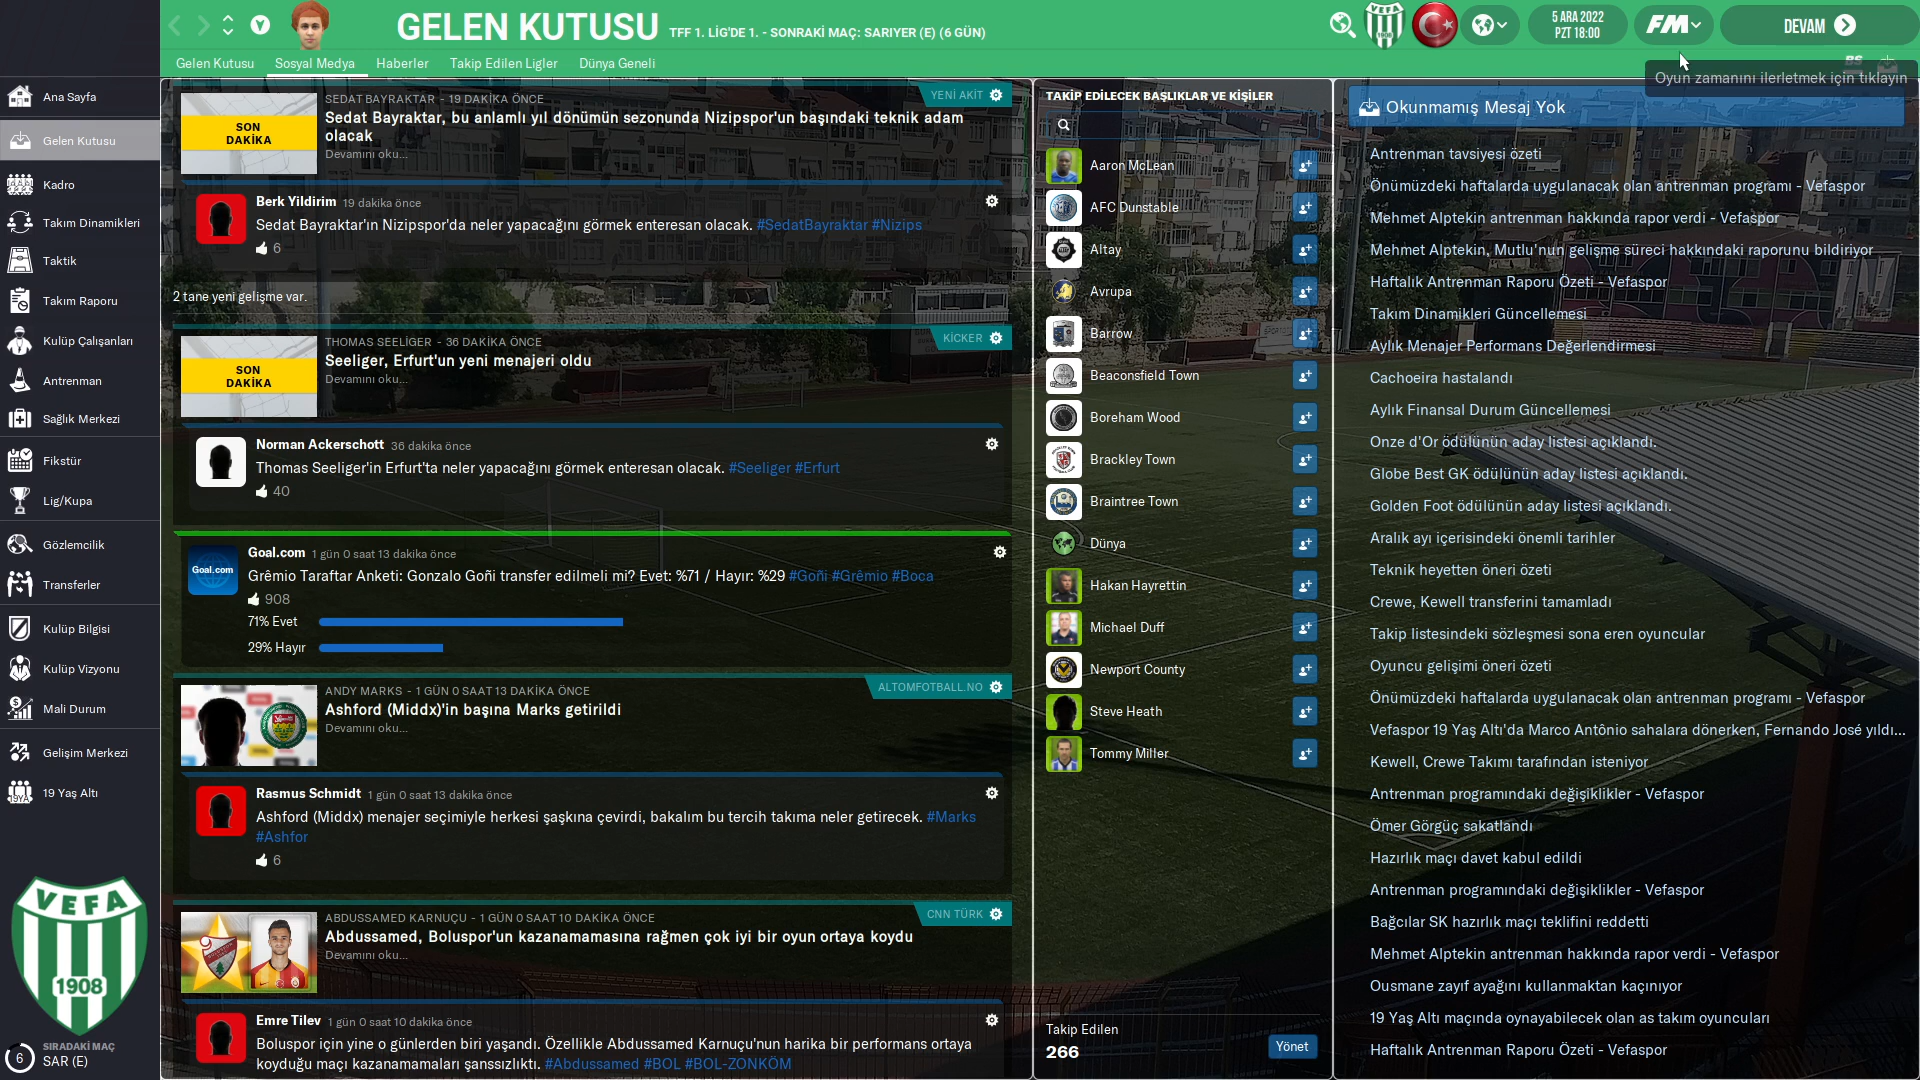 GELEN KUTUSU TFF 1. LİG'DE 1. - SONRAKİ MAÇ: SARIYER (E) (6 GÜN)
VEFA
5 ARA 2022
PZT 18:00
FM
DEVAM
Gelen Kutusu Sosyal Medya Haberler Takip Edilen Ligler Dünya Geneli
Oyun zamanını ilerletmek için tıklayın
Ana Sayfa
Gelen Kutusu
Kadro
Takım Dinamikleri
Taktik
Takım Raporu
Kulüp Çalışanları
Antrenman
Sağlık Merkezi
Fikstür
Lig/Kupa
Gözlemcilik
Transferler
Kulüp Bilgisi
Kulüp Vizyonu
Mali Durum
Gelişim Merkezi
19 Yaş Altı
VEFA
1908
6
SIRADAKİ MAÇ
SAR (E)
YENİ AKİT
SON
DAKİKA
SEDAT BAYRAKTAR - 19 DAKİKA ÖNCE
Sedat Bayraktar, bu anlamlı yıl dönümün sezonunda Nizipspor'un başındaki teknik adam
olacak
Devamını oku...
Berk Yildirim 19 dakika önce
Sedat Bayraktar'ın Nizipspor'da neler yapacağını görmek enteresan olacak. #SedatBayraktar #Nizips
6
2 tane yeni gelişme var.
KİCKER
SON
DAKİKA
THOMAS SEELİGER - 36 DAKİKA ÖNCE
Seeliger, Erfurt'un yeni menajeri oldu
Devamını oku...
Norman Ackerschott 36 dakika önce
Thomas Seeliger'in Erfurt'ta neler yapacağını görmek enteresan olacak. #Seeliger #Erfurt
40
Goal.com
Goal.com 1 gün 0 saat 13 dakika önce
Grêmio Taraftar Anketi: Gonzalo Goñi transfer edilmeli mi? Evet: %71 / Hayır: %29 #Goñi #Grêmio #Boca
908
71% Evet
29% Hayır
ALTOMFOTBALL.NO
ANDY MARKS - 1 GÜN 0 SAAT 13 DAKİKA ÖNCE
Ashford (Middx)'in başına Marks getirildi
Devamını oku...
Rasmus Schmidt 1 gün 0 saat 13 dakika önce
Ashford (Middx) menajer seçimiyle herkesi şaşkına çevirdi, bakalım bu tercih takıma neler getirecek. #Marks
#Ashfor
6
CNN TÜRK
ABDUSSAMED KARNUÇU - 1 GÜN 0 SAAT 10 DAKİKA ÖNCE
Abdussamed, Boluspor'un kazanamamasına rağmen çok iyi bir oyun ortaya koydu
Devamını oku...
Emre Tilev 1 gün 0 saat 10 dakika önce
Boluspor için yine o günlerden biri yaşandı. Özellikle Abdussamed Karnuçu'nun harika bir performans ortaya
koyduğu maçı kazanamamaları şanssızlıktı. #Abdussamed #BOL #BOL-ZONKÖM
TAKİP EDİLECEK BAŞLIKLAR VE KİŞİLER
Aaron McLean
AFC Dunstable
Altay
Avrupa
Barrow
Beaconsfield Town
Boreham Wood
Brackley Town
Braintree Town
Dünya
Hakan Hayrettin
Michael Duff
Newport County
Steve Heath
Tommy Miller
Takip Edilen
266
Yönet
Okunmamış Mesaj Yok
Antrenman tavsiyesi özeti
Önümüzdeki haftalarda uygulanacak olan antrenman programı - Vefaspor
Mehmet Alptekin antrenman hakkında rapor verdi - Vefaspor
Mehmet Alptekin, Mutlu'nun gelişme süreci hakkındaki raporunu bildiriyor
Haftalık Antrenman Raporu Özeti - Vefaspor
Takım Dinamikleri Güncellemesi
Aylık Menajer Performans Değerlendirmesi
Cachoeira hastalandı
Aylık Finansal Durum Güncellemesi
Onze d'Or ödülünün aday listesi açıklandı.
Globe Best GK ödülünün aday listesi açıklandı.
Golden Foot ödülünün aday listesi açıklandı.
Aralık ayı içerisindeki önemli tarihler
Teknik heyetten öneri özeti
Crewe, Kewell transferini tamamladı
Takip listesindeki sözleşmesi sona eren oyuncular
Oyuncu gelişimi öneri özeti
Önümüzdeki haftalarda uygulanacak olan antrenman programı - Vefaspor
Vefaspor 19 Yaş Altı'da Marco Antônio sahalara dönerken, Fernando José yıldı...
Kewell, Crewe Takımı tarafından isteniyor
Antrenman programındaki değişiklikler - Vefaspor
Ömer Görgüç sakatlandı
Hazırlık maçı davet kabul edildi
Antrenman programındaki değişiklikler - Vefaspor
Bağcılar SK hazırlık maçı teklifini reddetti
Mehmet Alptekin antrenman hakkında rapor verdi - Vefaspor
Ousmane zayıf ayağını kullanmaktan kaçınıyor
19 Yaş Altı maçında oynayabilecek olan as takım oyuncuları
Haftalık Antrenman Raporu Özeti - Vefaspor